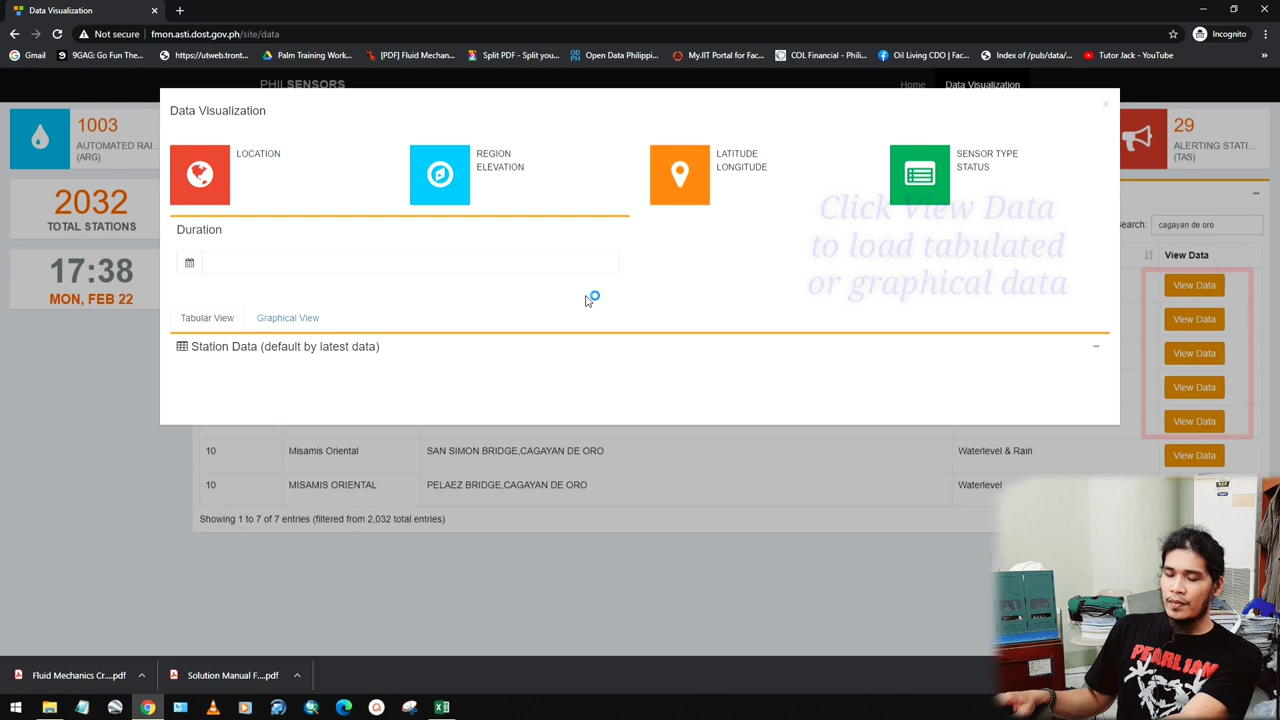 Data Visualization
Not secure
fmon.asti.dost.gov.ph/site/data
Incognito
Gmail
9GAG: Go Fun The...
DTN
Palm Training Work...
[PDF] Fluid Mechan...
Split PDF - Split you...
Open Data Philippi...
My.IIT Portal for Ma...
COL Financial - Phili...
Oil Living CDO | Fac...
Index of /pub/data/...
Tutor Jack - YouTube
PHILSENSORS
Home
Data Visualization
1003
AUTOMATED RAI...
(ARG)
29
ALERTING STATI...
(TAS)
2032
TOTAL STATIONS
17:38
MON, FEB 22
Data Visualization
×
LOCATION
REGION
ELEVATION
LATITUDE
LONGITUDE
SENSOR TYPE
STATUS
Click View Data
to load tabulated
or graphical data
Duration
Tabular View
Graphical View
Station Data (default by latest data)
earch:
cagayan de oro
View Data
View Data
View Data
View Data
View Data
View Data
10
Misamis Oriental
SAN SIMON BRIDGE,CAGAYAN DE ORO
Waterlevel & Rain
View Data
10
MISAMIS ORIENTAL
PELAEZ BRIDGE,CAGAYAN DE ORO
Waterlevel
Showing 1 to 7 of 7 entries (filtered from 2,032 total entries)
PEARL JAM
Fluid Mechanics Cr....pdf
Solution Manual F....pdf